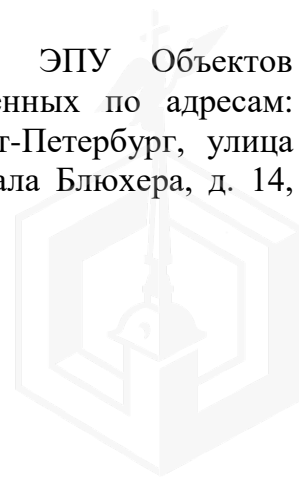 ЭПУ Объектов
енных по адресам:
т-Петербург, улица
ала Блюхера, д. 14,